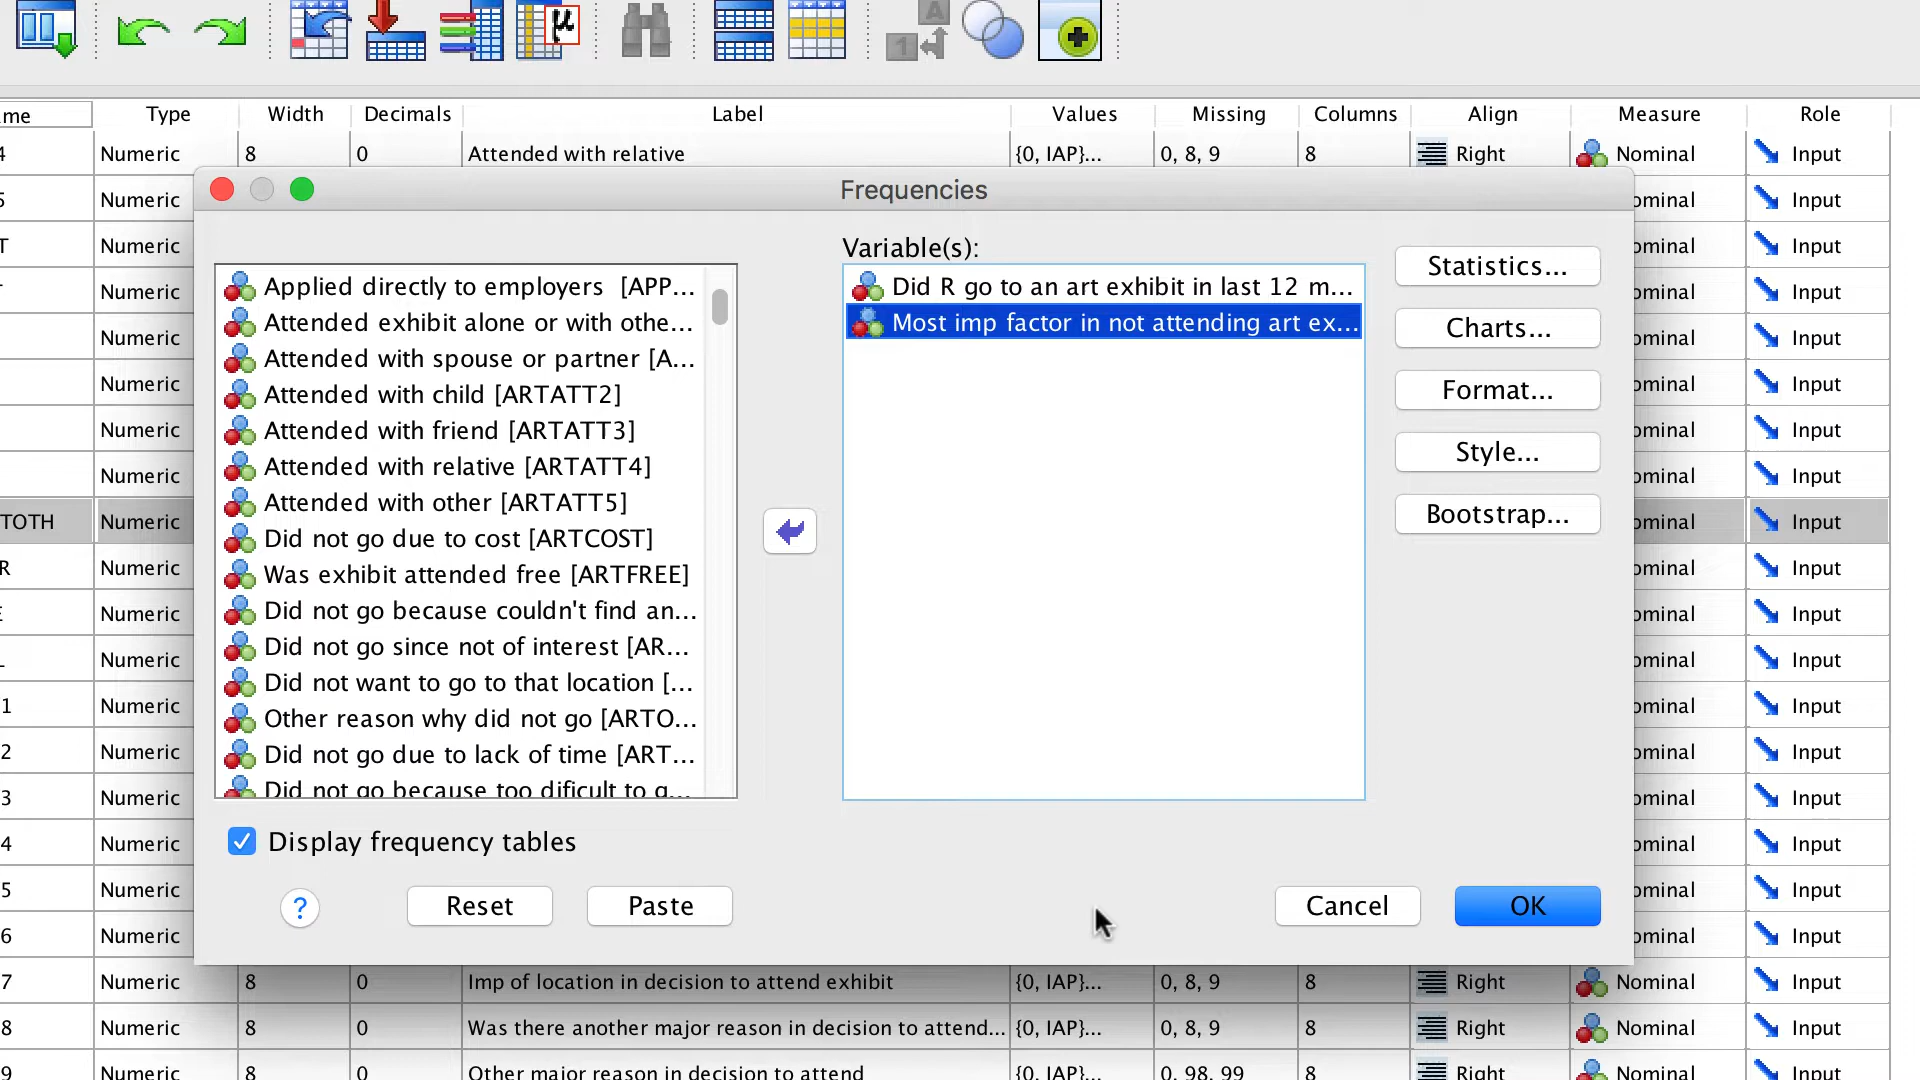 µ
A
1
me Type Width Decimals Label Values Missing Columns Align Measure Role
4 Numeric 8 0 Attended with relative {0, IAP}... 0, 8, 9 8 Right Nominal Input
Frequencies
5 Numeric ominal Input
T Numeric ominal Input
Numeric ominal Input
Numeric ominal Input
Numeric ominal Input
Numeric ominal Input
Numeric ominal Input
TOTH Numeric ominal Input
R Numeric ominal Input
E Numeric ominal Input
L Numeric ominal Input
1 Numeric ominal Input
2 Numeric ominal Input
3 Numeric ominal Input
4 Numeric ominal Input
5 Numeric ominal Input
6 Numeric ominal Input
Variable(s):
Applied directly to employers [APP...
Attended exhibit alone or with othe...
Attended with spouse or partner [A...
Attended with child [ARTATT2]
Attended with friend [ARTATT3]
Attended with relative [ARTATT4]
Attended with other [ARTATT5]
Did not go due to cost [ARTCOST]
Was exhibit attended free [ARTFREE]
Did not go because couldn't find an...
Did not go since not of interest [AR...
Did not want to go to that location [...
Other reason why did not go [ARTO...
Did not go due to lack of time [ART...
Did not go because too dificult to g...
Did R go to an art exhibit in last 12 m...
Most imp factor in not attending art ex...
Statistics...
Charts...
Format...
Style...
Bootstrap...
Display frequency tables
? Reset Paste Cancel OK
7 Numeric 8 0 Imp of location in decision to attend exhibit {0, IAP}... 0, 8, 9 8 Right Nominal Input
8 Numeric 8 0 Was there another major reason in decision to attend... {0, IAP}... 0, 8, 9 8 Right Nominal Input
9 Numeric 8 0 Other major reason in decision to attend {0, IAP}... 0, 98, 99 8 Right Nominal Input